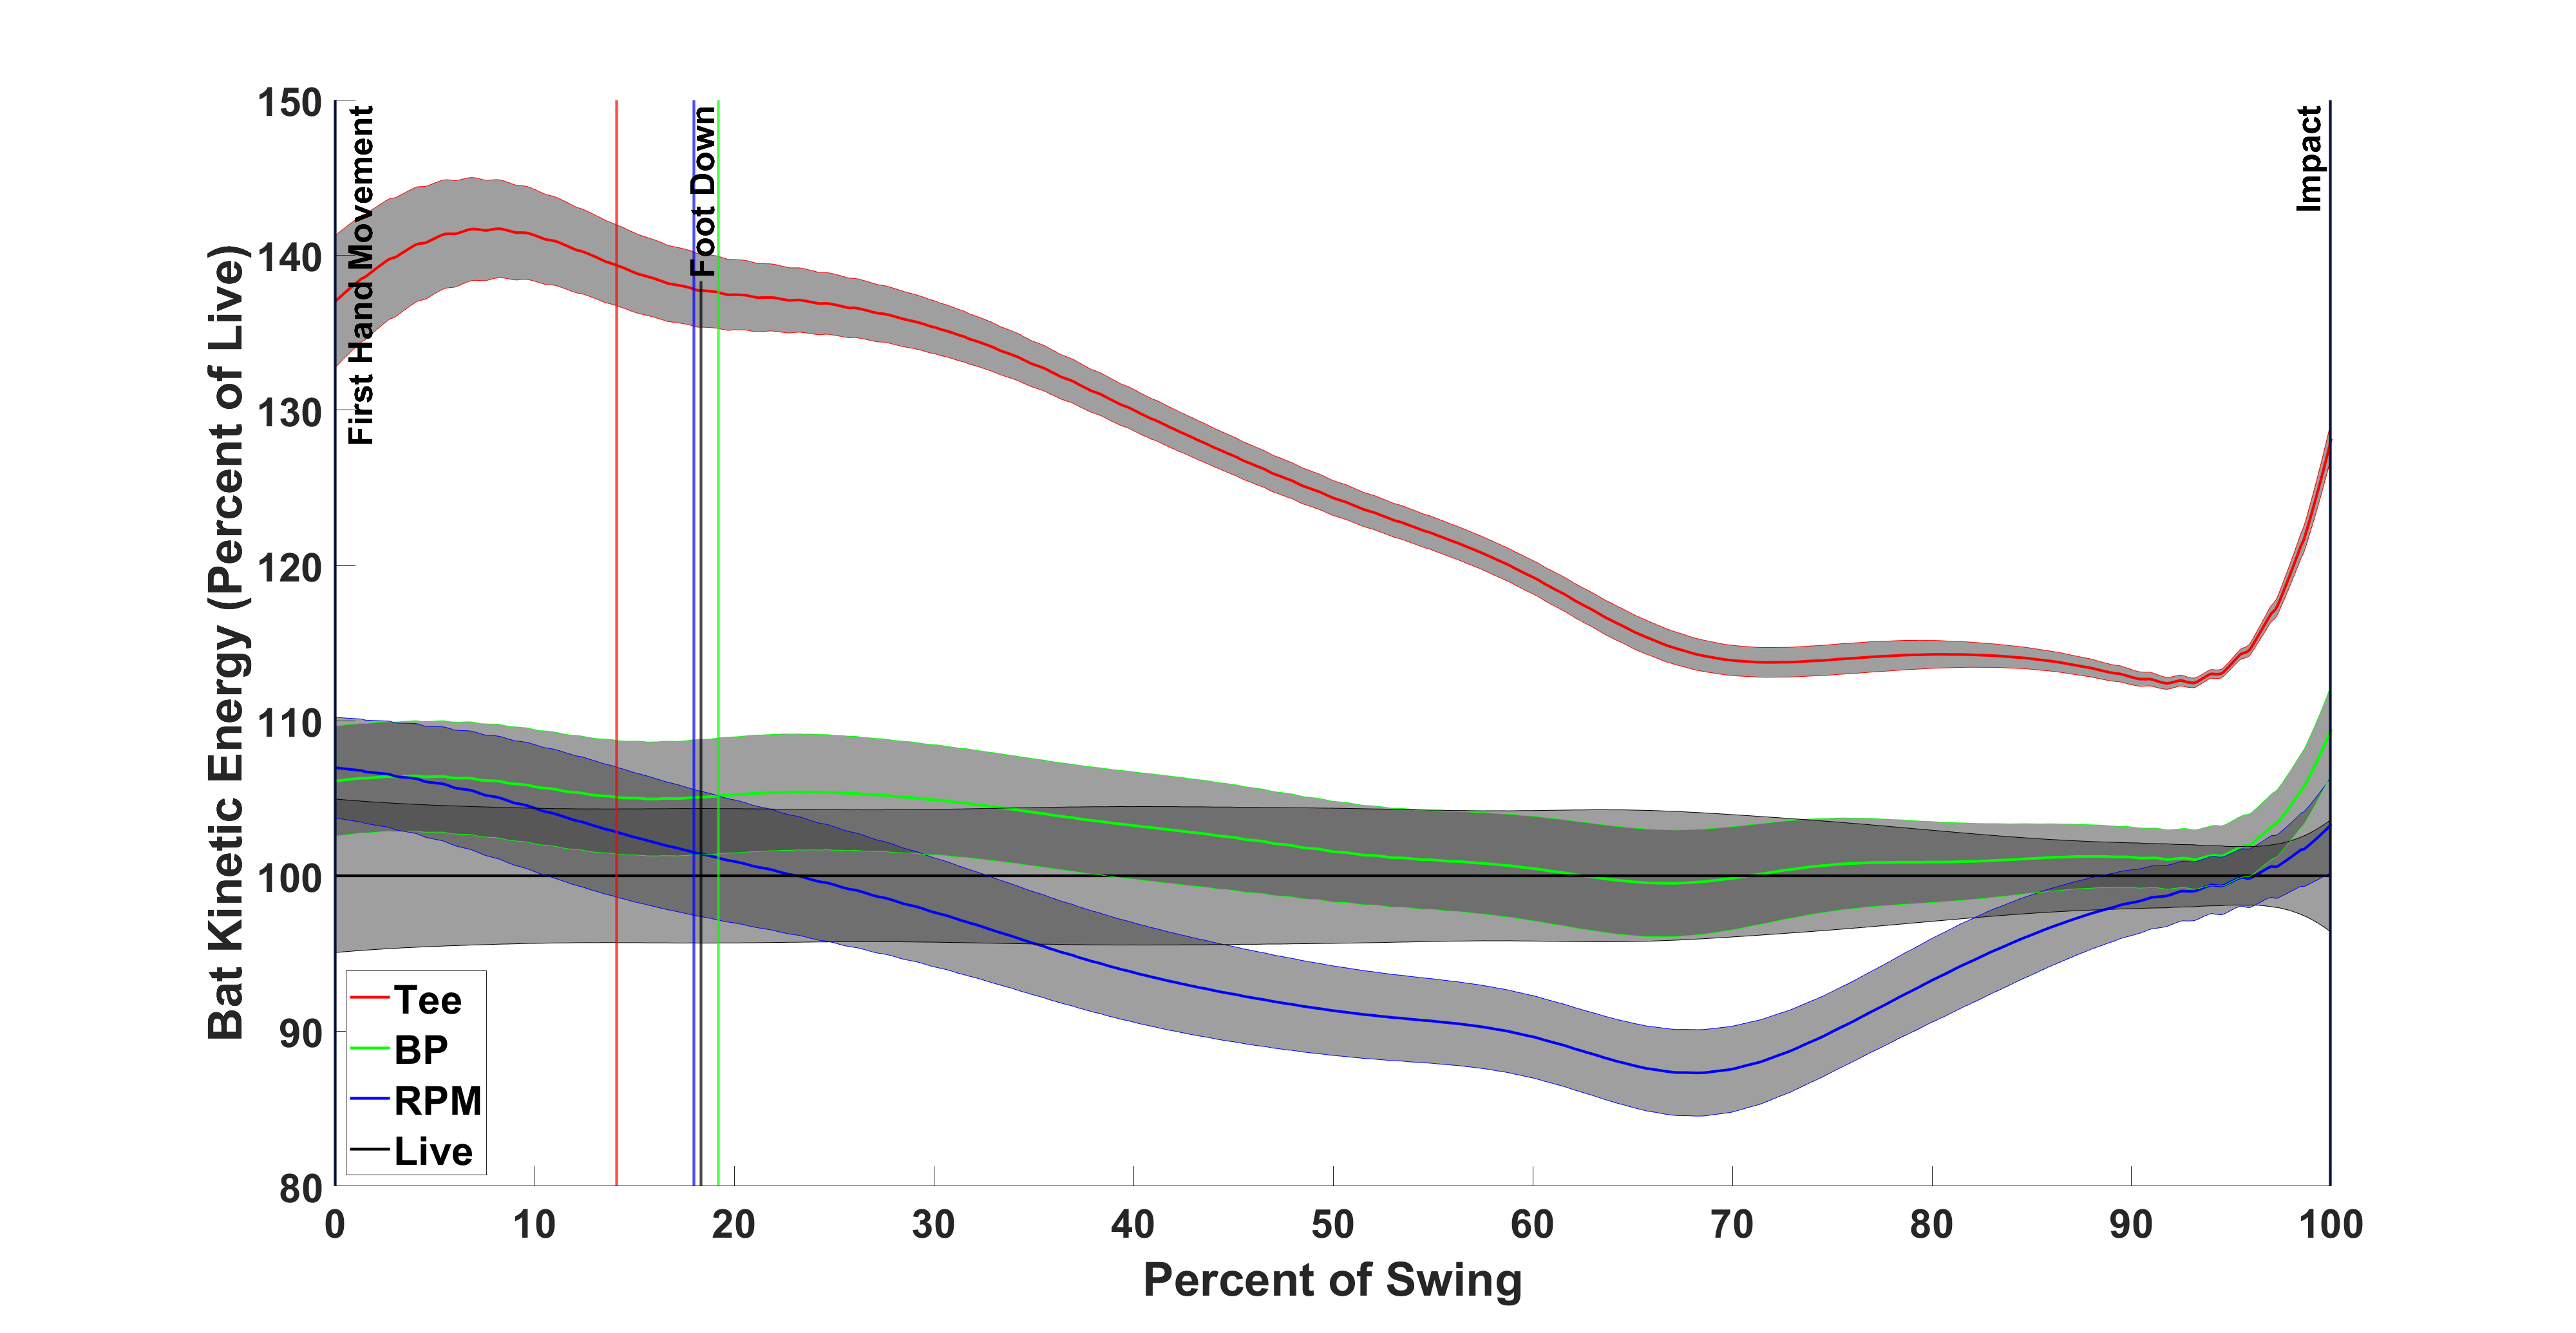 Bat Kinetic Energy (Percent of Live)
150
140
130
120
110
100
90
80
First Hand Movement
Foot Down
Impact
Tee
BP
RPM
Live
0 10 20 30 40 50 60 70 80 90 100
Percent of Swing